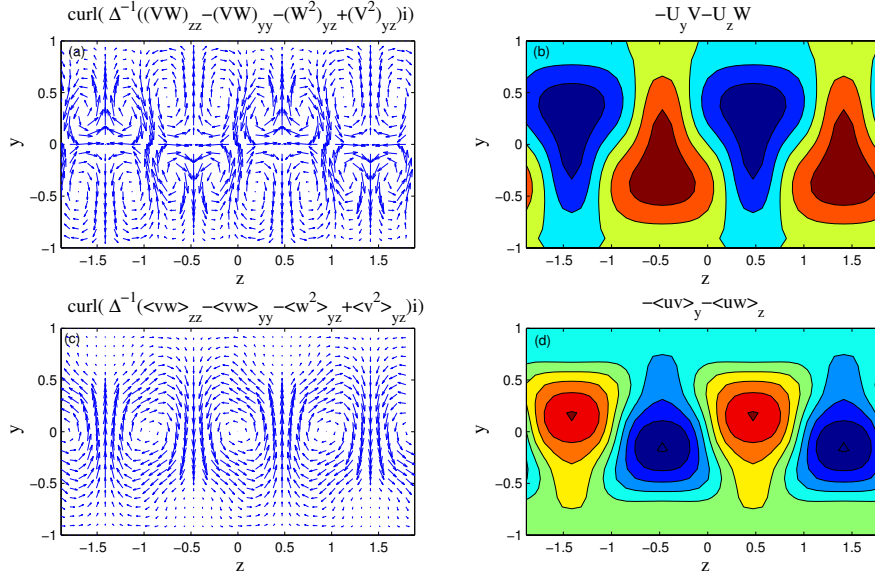 curl( Δ⁻¹((VW)zz−(VW)yy−(W²)yz+(V²)yz)i)
−UyV−UzW
(a)
(b)
1
0.5
0
−0.5
−1
y
−1.5 −1 −0.5 0 0.5 1 1.5
z
1
0.5
0
−0.5
−1
y
−1.5 −1 −0.5 0 0.5 1 1.5
z
curl( Δ⁻¹(<vw>zz−<vw>yy−<w²>yz+<v²>yz)i)
−<uv>y−<uw>z
(c)
(d)
1
0.5
0
−0.5
−1
y
−1.5 −1 −0.5 0 0.5 1 1.5
z
1
0.5
0
−0.5
−1
y
−1.5 −1 −0.5 0 0.5 1 1.5
z